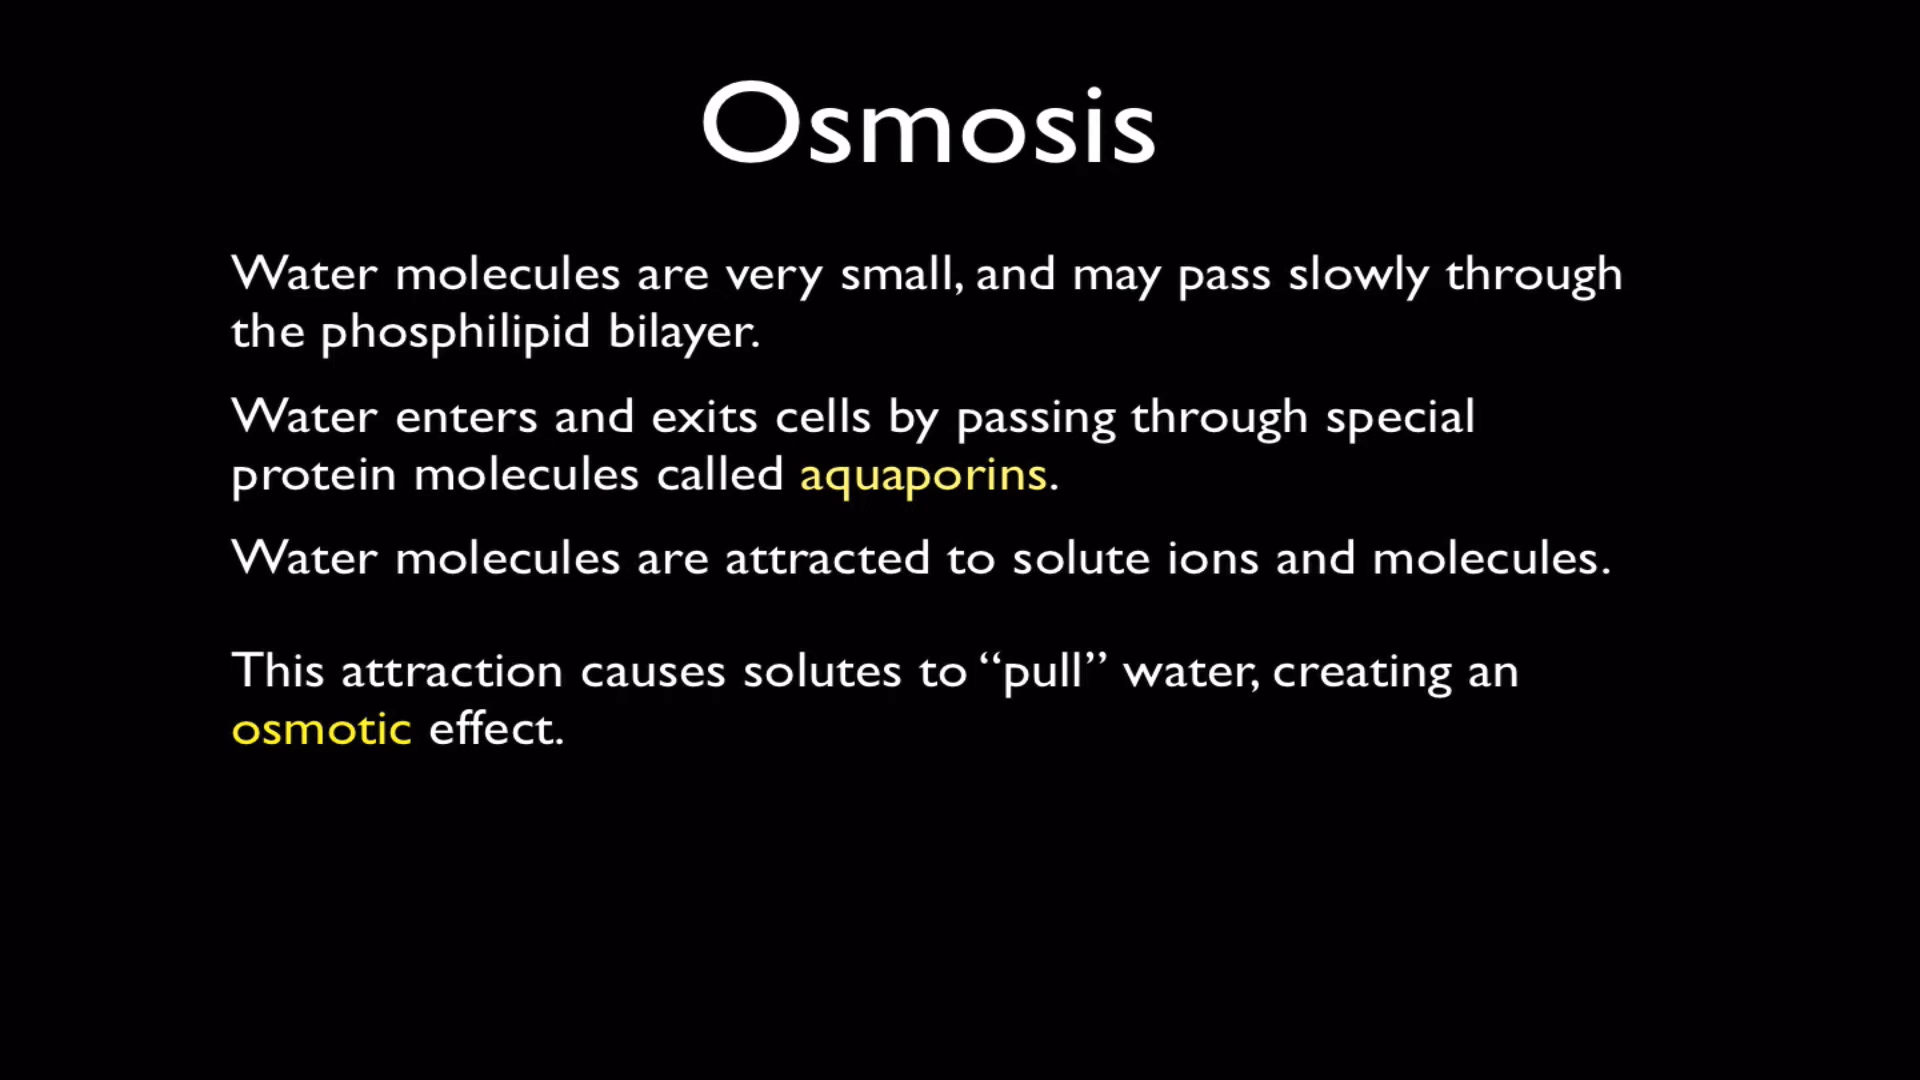 Osmosis
Water molecules are very small, and may pass slowly through
the phosphilipid bilayer.
Water enters and exits cells by passing through special
protein molecules called aquaporins.
Water molecules are attracted to solute ions and molecules.
This attraction causes solutes to “pull” water, creating an
osmotic effect.